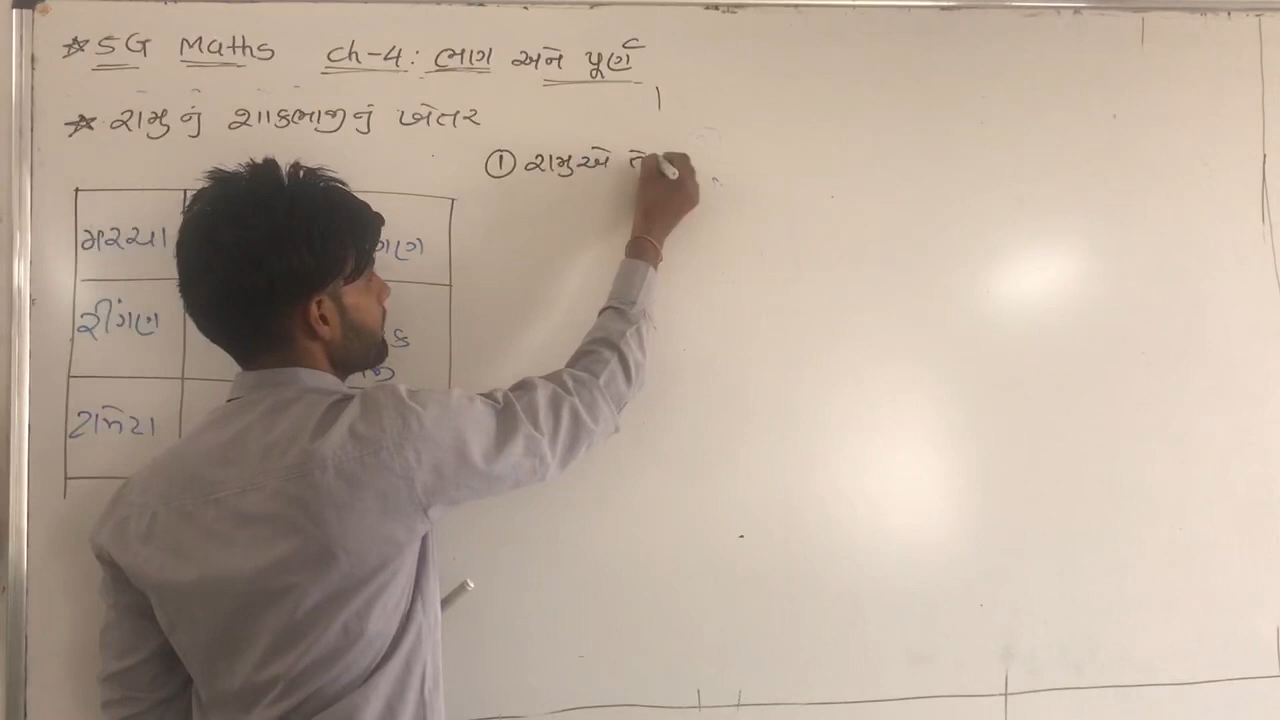 ☆ 5G Maths Ch-4: ભાગ અને પૂર્ણ
☆ રામુનું શાકભાજીનું ખેતર
① રામુએ તે
મરચા
રીંગણ
ટામેટા